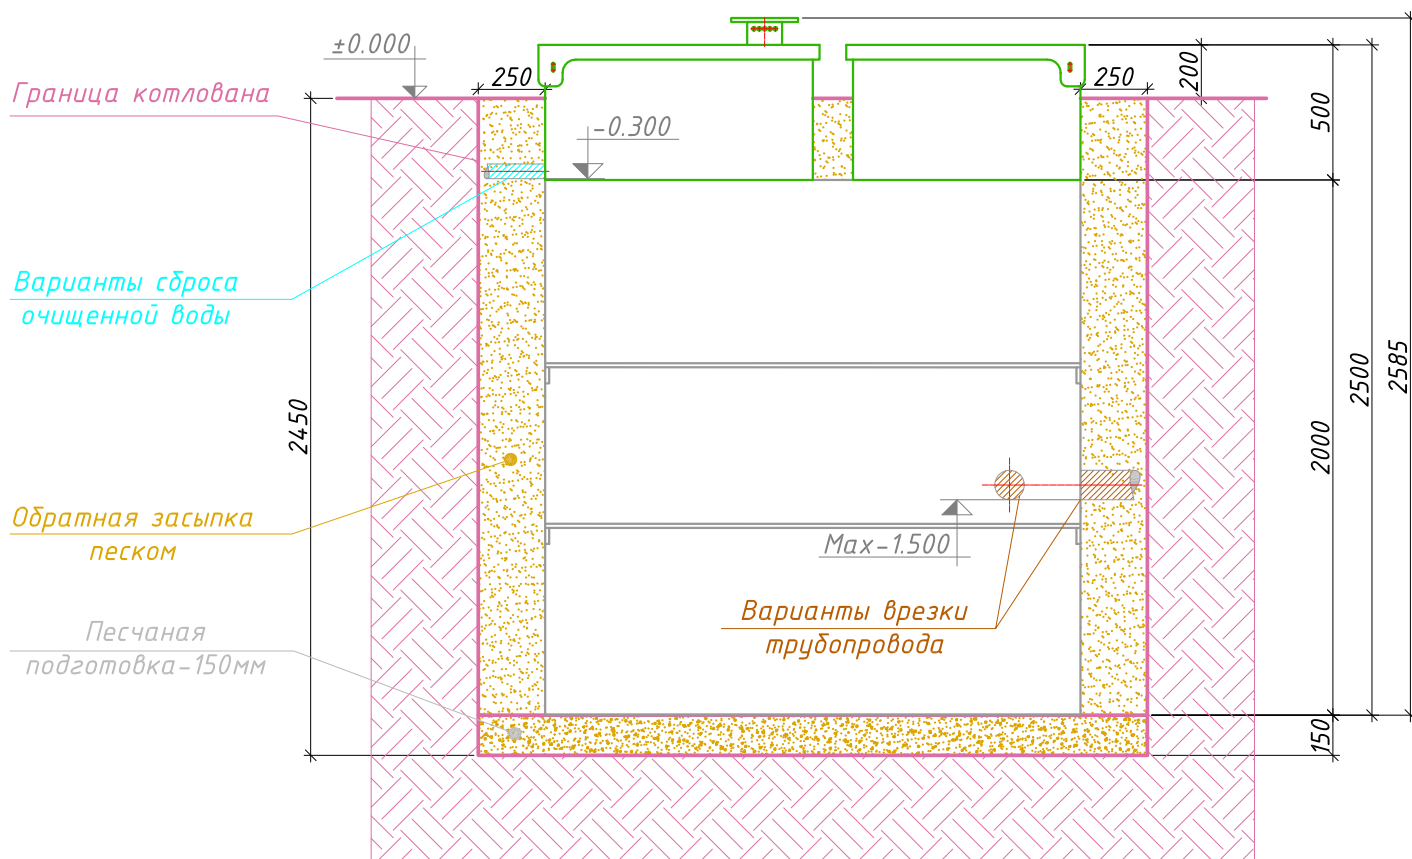 ±0.000
Граница котлована
250
250
200
500
-0.300
Варианты сброса
очищенной воды
2450
2000
2500
2585
Обратная засыпка
песком
Max-1.500
Песчаная
подготовка-150мм
Варианты врезки
трубопровода
150